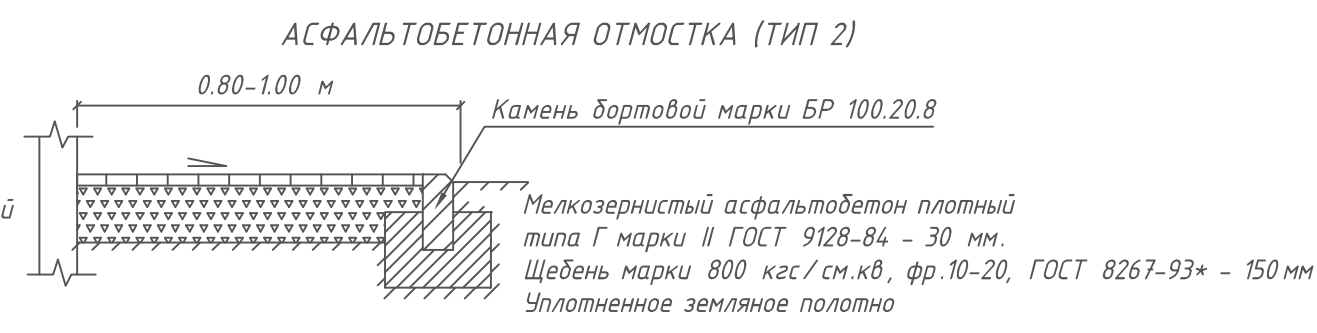 АСФАЛЬТОБЕТОННАЯ ОТМОСТКА (ТИП 2)
0.80-1.00 м
Камень бортовой марки БР 100.20.8
й
Мелкозернистый асфальтобетон плотный
типа Г марки II ГОСТ 9128-84 - 30 мм.
Щебень марки 800 кгс/см.кв, фр.10-20, ГОСТ 8267-93* - 150мм
Уплотненное земляное полотно